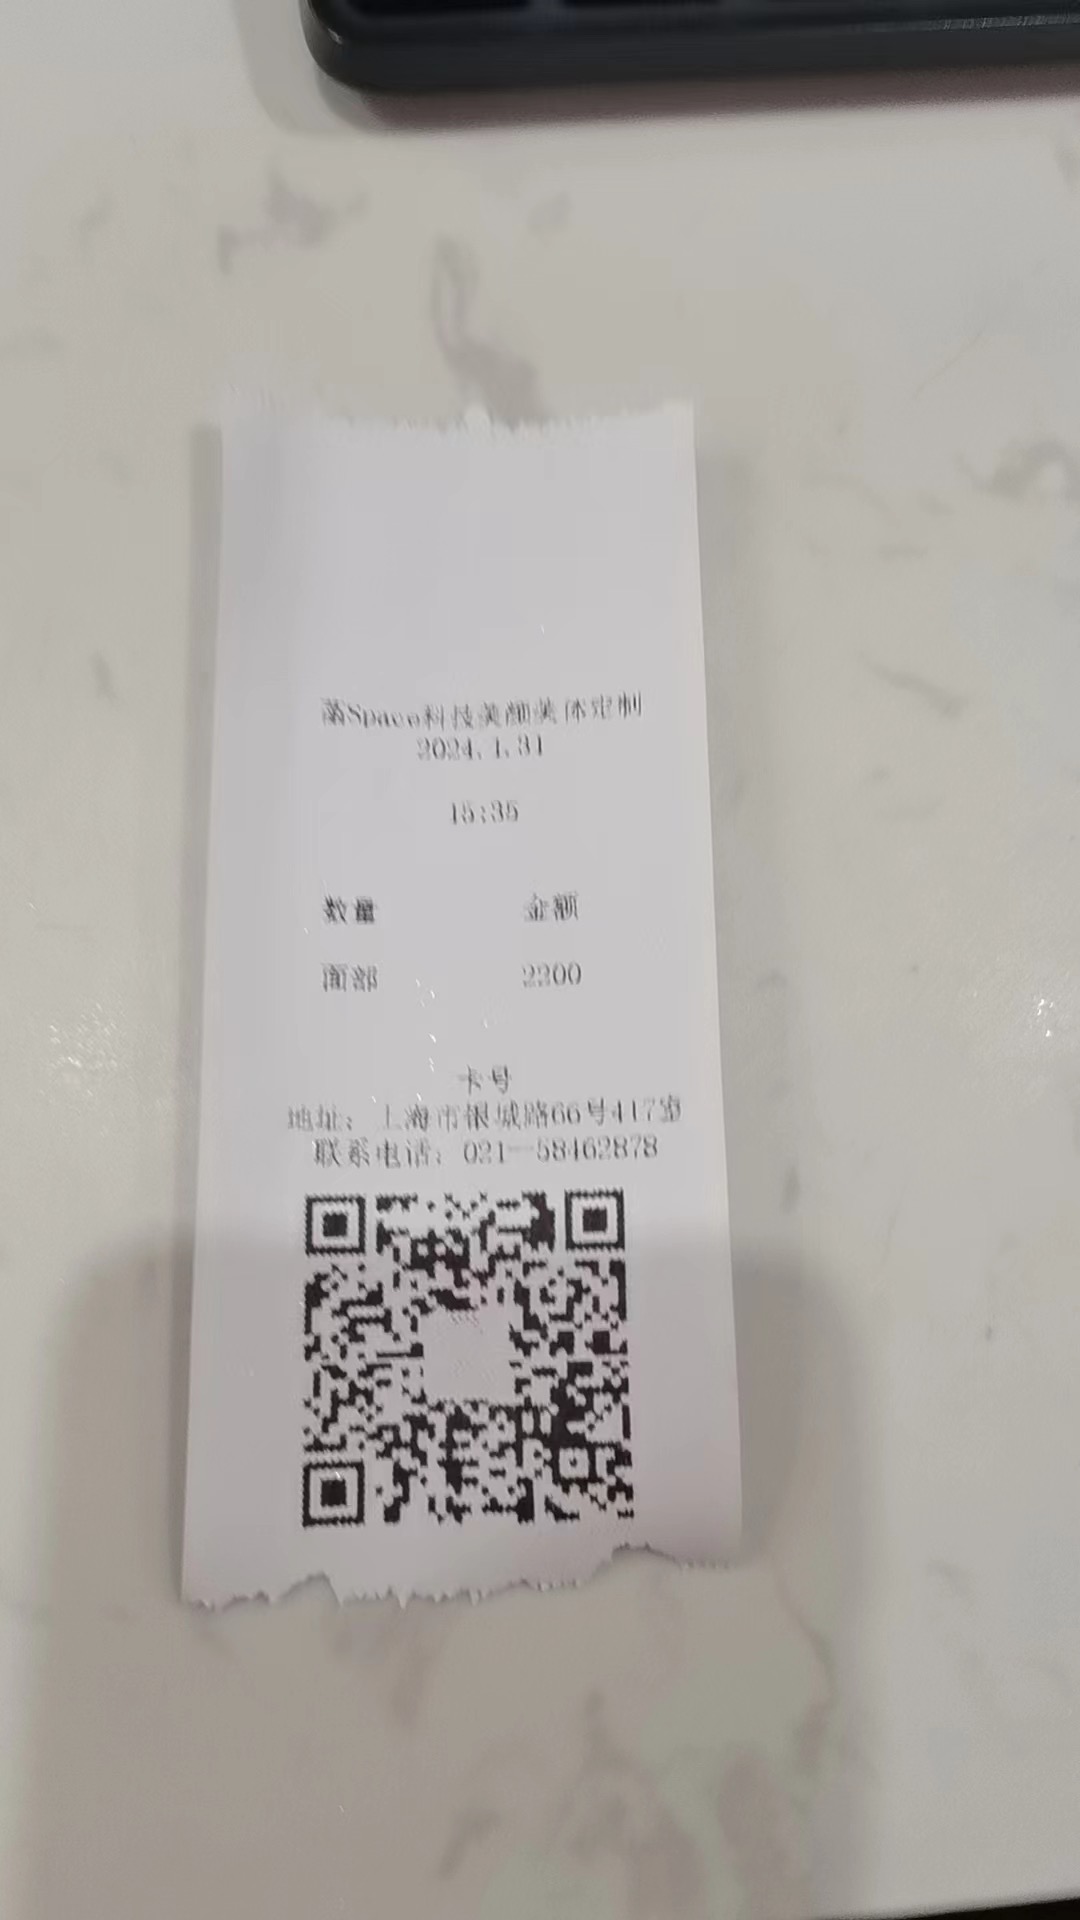 菡Space科技美颜美体定制
2024.1.31
15:35
数量 金额
面部 2200
卡号
地址：上海市银城路66号417室
联系电话：021—58462878